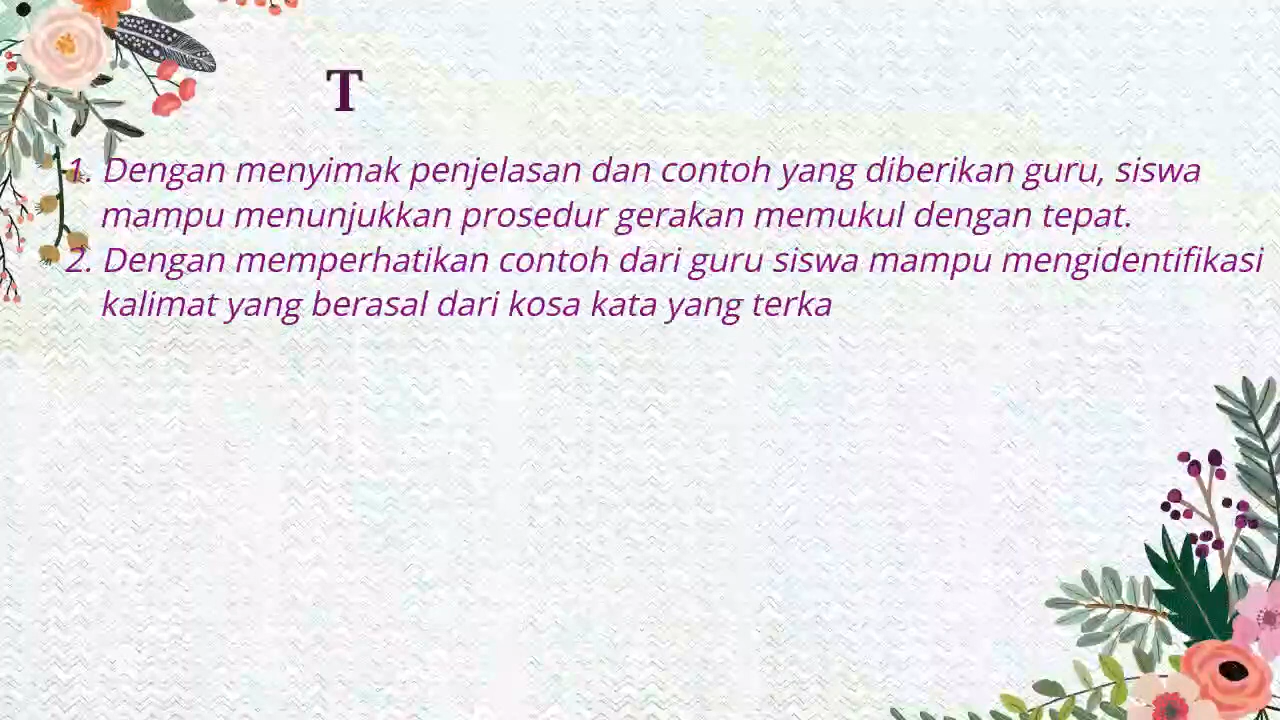 T
1. Dengan menyimak penjelasan dan contoh yang diberikan guru, siswa
mampu menunjukkan prosedur gerakan memukul dengan tepat.
2. Dengan memperhatikan contoh dari guru siswa mampu mengidentifikasi
kalimat yang berasal dari kosa kata yang terka